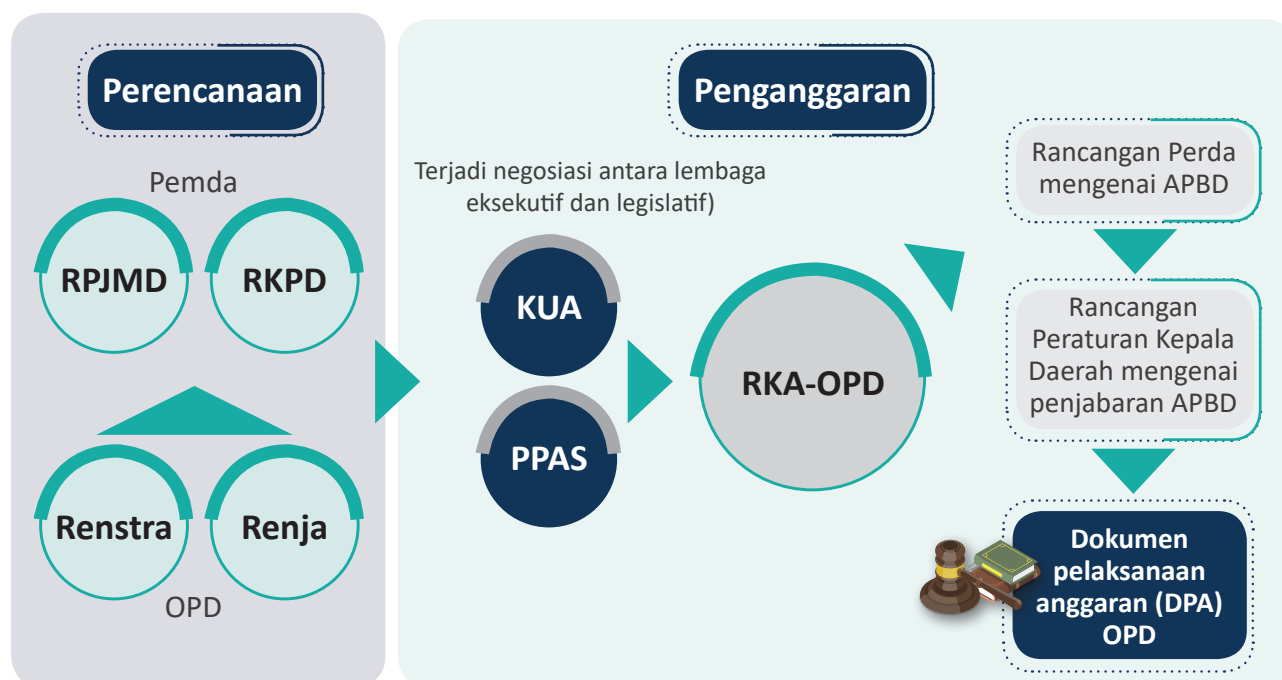 Perencanaan
Pemda
RPJMD
RKPD
Renstra
Renja
OPD
Penganggaran
Terjadi negosiasi antara lembaga
eksekutif dan legislatif)
KUA
PPAS
RKA-OPD
Rancangan Perda
mengenai APBD
Rancangan
Peraturan Kepala
Daerah mengenai
penjabaran APBD
Dokumen
pelaksanaan
anggaran (DPA)
OPD